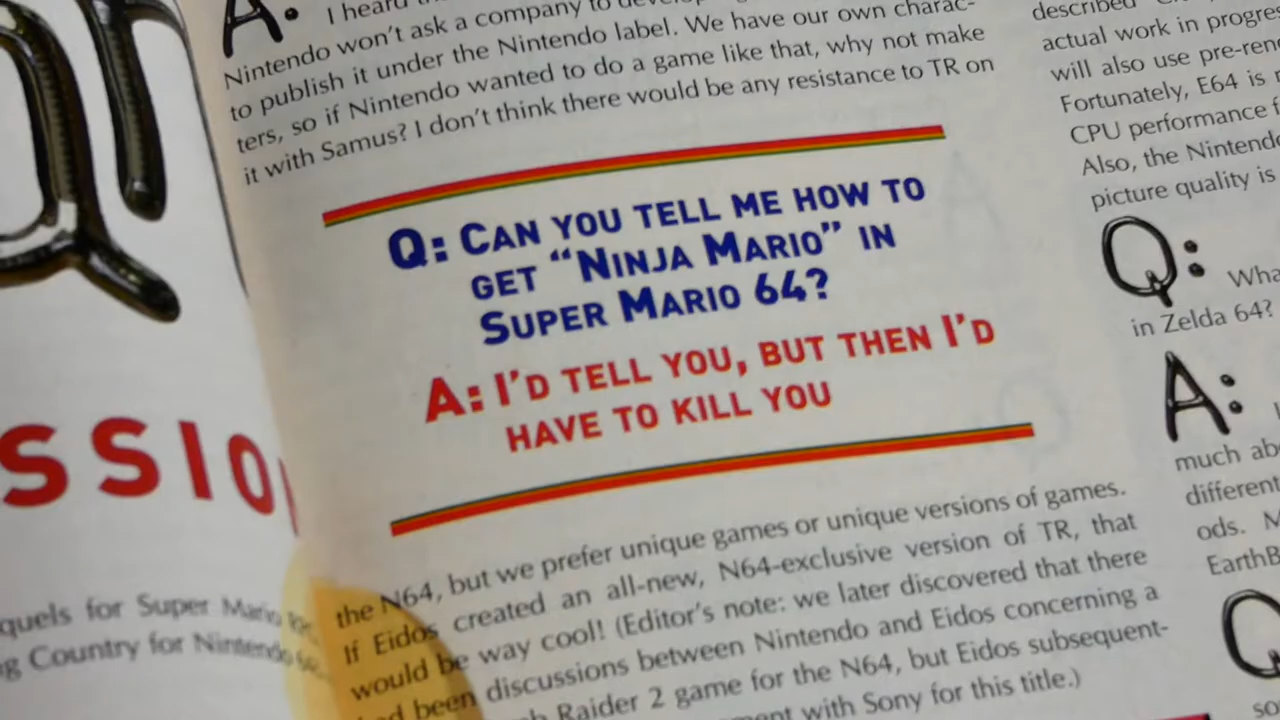 SSIO
quels for Super Mario
g Country for Nintendo
A: I heard
Nintendo won't ask a company to
to publish it under the Nintendo label. We have our own charac-
ters, so if Nintendo wanted to do a game like that, why not make
it with Samus? I don't think there would be any resistance to TR on
Q: CAN YOU TELL ME HOW TO
GET “NINJA MARIO” IN
SUPER MARIO 64?
A: I'D TELL YOU, BUT THEN I'D
HAVE TO KILL YOU
the N64, but we prefer unique games or unique versions of games.
If Eidos created an all-new, N64-exclusive version of TR, that
would be way cool! (Editor's note: we later discovered that there
had been discussions between Nintendo and Eidos concerning a
Raider 2 game for the N64, but Eidos subsequent-
with Sony for this title.)
described
actual work in progress
will also use pre-ren
Fortunately, E64 is
CPU performance
Also, the Nintendo
picture quality is
Q: Wha
in Zelda 64?
A:
much ab
different
ods. M
EarthB
Q
so